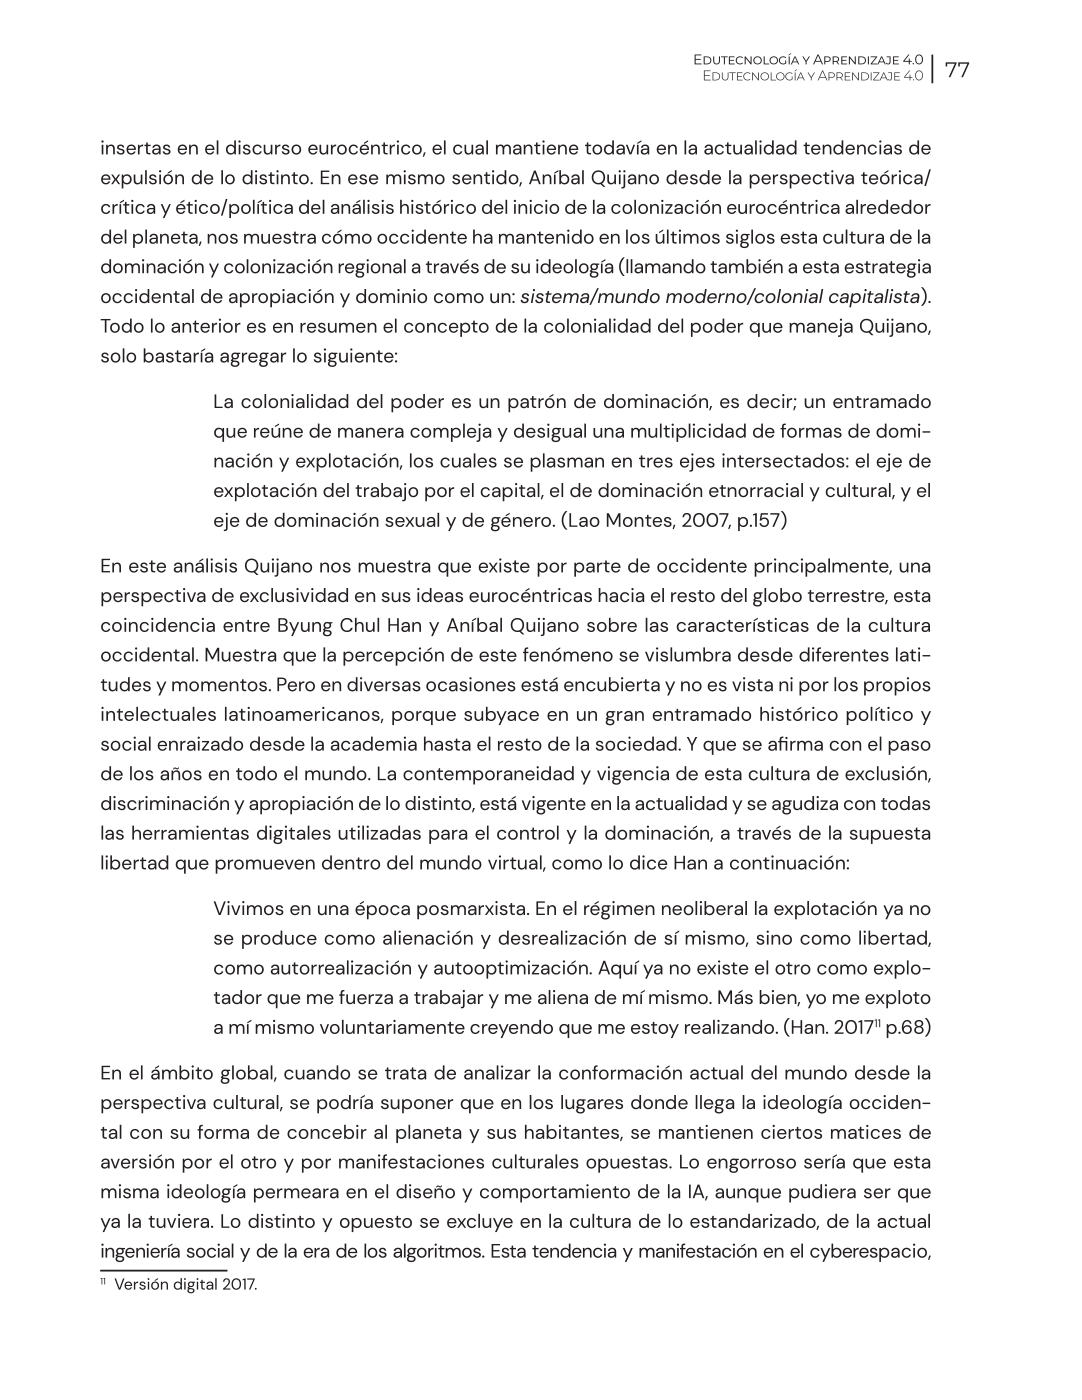 Edutecnología y Aprendizaje 4.0
Edutecnología y Aprendizaje 4.0
77
insertas en el discurso eurocéntrico, el cual mantiene todavía en la actualidad tendencias de
expulsión de lo distinto. En ese mismo sentido, Aníbal Quijano desde la perspectiva teórica/
crítica y ético/política del análisis histórico del inicio de la colonización eurocéntrica alrededor
del planeta, nos muestra cómo occidente ha mantenido en los últimos siglos esta cultura de la
dominación y colonización regional a través de su ideología (llamando también a esta estrategia
occidental de apropiación y dominio como un: sistema/mundo moderno/colonial capitalista).
Todo lo anterior es en resumen el concepto de la colonialidad del poder que maneja Quijano,
solo bastaría agregar lo siguiente:
La colonialidad del poder es un patrón de dominación, es decir; un entramado
que reúne de manera compleja y desigual una multiplicidad de formas de domi-
nación y explotación, los cuales se plasman en tres ejes intersectados: el eje de
explotación del trabajo por el capital, el de dominación etnorracial y cultural, y el
eje de dominación sexual y de género. (Lao Montes, 2007, p.157)
En este análisis Quijano nos muestra que existe por parte de occidente principalmente, una
perspectiva de exclusividad en sus ideas eurocéntricas hacia el resto del globo terrestre, esta
coincidencia entre Byung Chul Han y Aníbal Quijano sobre las características de la cultura
occidental. Muestra que la percepción de este fenómeno se vislumbra desde diferentes lati-
tudes y momentos. Pero en diversas ocasiones está encubierta y no es vista ni por los propios
intelectuales latinoamericanos, porque subyace en un gran entramado histórico político y
social enraizado desde la academia hasta el resto de la sociedad. Y que se afirma con el paso
de los años en todo el mundo. La contemporaneidad y vigencia de esta cultura de exclusión,
discriminación y apropiación de lo distinto, está vigente en la actualidad y se agudiza con todas
las herramientas digitales utilizadas para el control y la dominación, a través de la supuesta
libertad que promueven dentro del mundo virtual, como lo dice Han a continuación:
Vivimos en una época posmarxista. En el régimen neoliberal la explotación ya no
se produce como alienación y desrealización de sí mismo, sino como libertad,
como autorrealización y autooptimización. Aquí ya no existe el otro como explo-
tador que me fuerza a trabajar y me aliena de mí mismo. Más bien, yo me exploto
a mí mismo voluntariamente creyendo que me estoy realizando. (Han. 2017¹¹ p.68)
En el ámbito global, cuando se trata de analizar la conformación actual del mundo desde la
perspectiva cultural, se podría suponer que en los lugares donde llega la ideología occiden-
tal con su forma de concebir al planeta y sus habitantes, se mantienen ciertos matices de
aversión por el otro y por manifestaciones culturales opuestas. Lo engorroso sería que esta
misma ideología permeara en el diseño y comportamiento de la IA, aunque pudiera ser que
ya la tuviera. Lo distinto y opuesto se excluye en la cultura de lo estandarizado, de la actual
ingeniería social y de la era de los algoritmos. Esta tendencia y manifestación en el cyberespacio,
¹¹ Versión digital 2017.